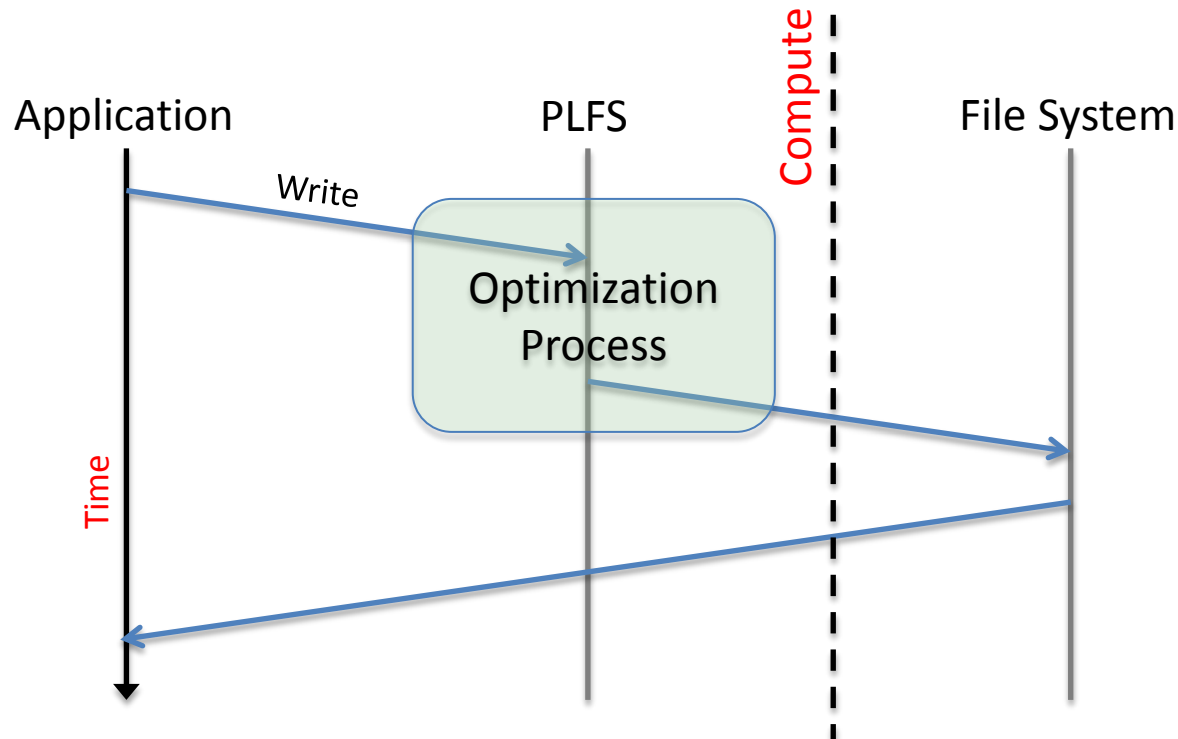 Compute
Application
PLFS
File System
Write
Optimization
Process
Time